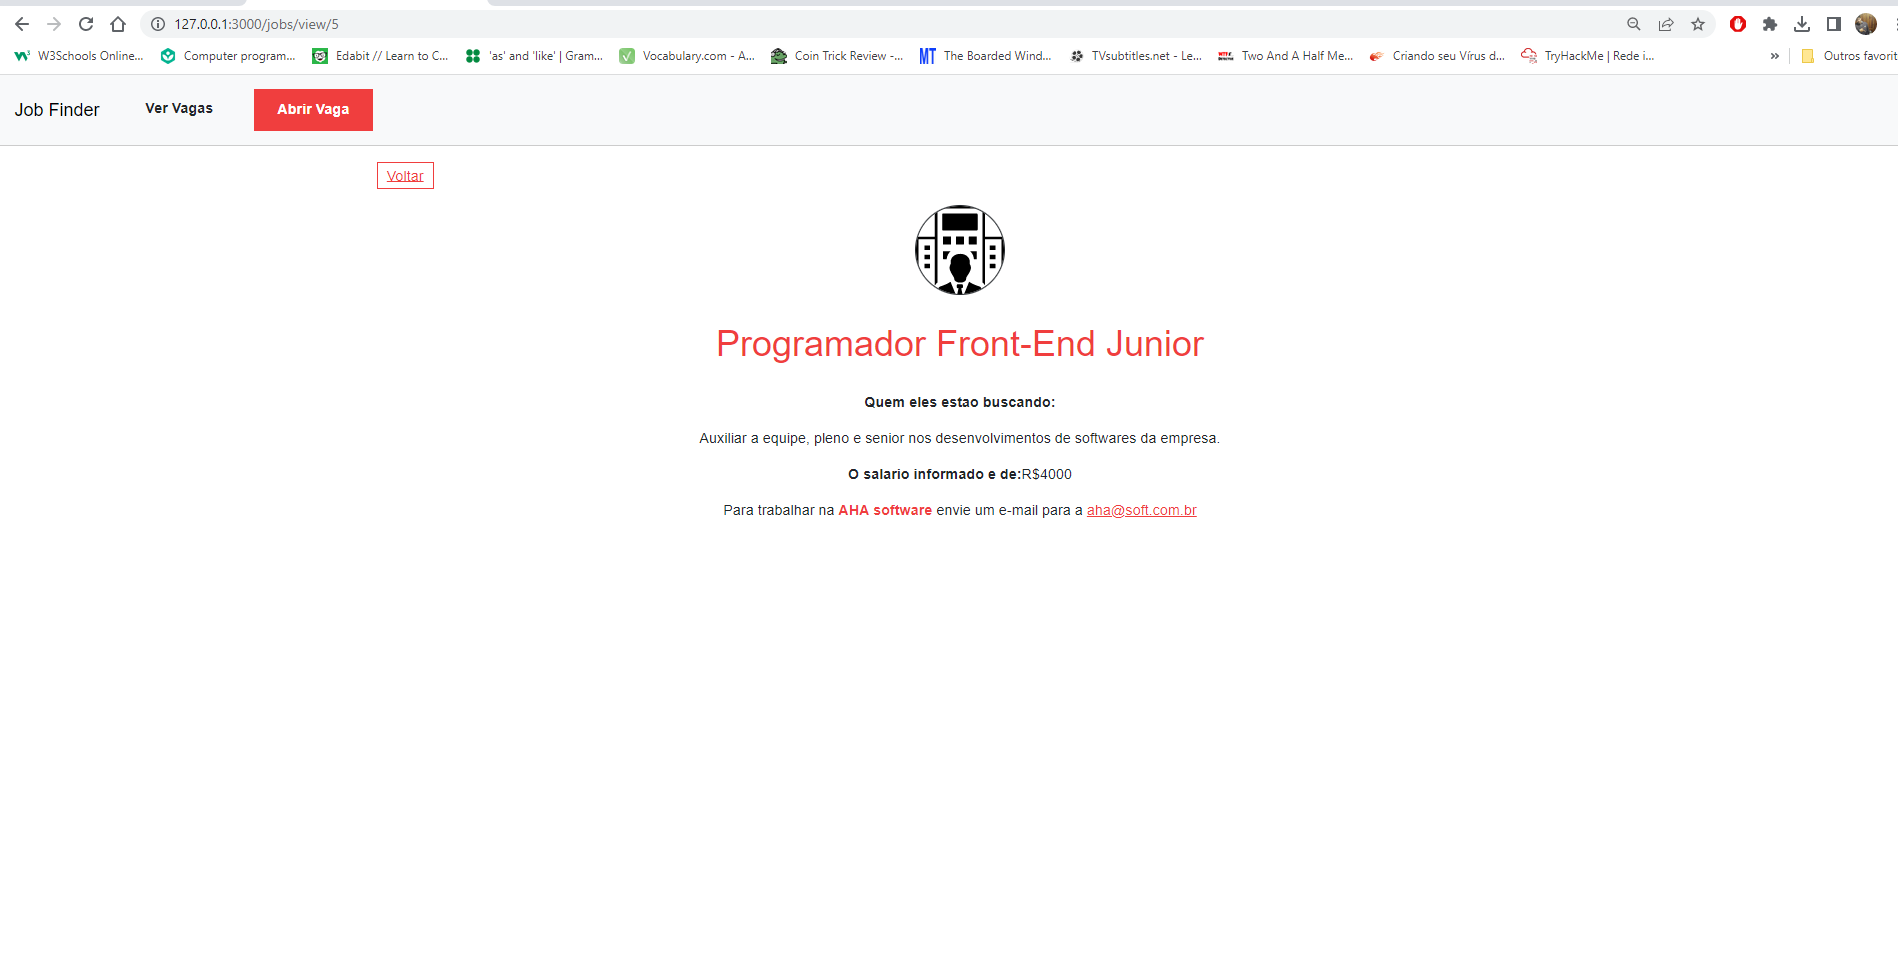 127.0.0.1:3000/jobs/view/5
W3Schools Online... Computer program... Edabit // Learn to C... 'as' and 'like' | Gram... Vocabulary.com - A... Coin Trick Review -... MT The Boarded Wind... TVsubtitles.net - Le... Two And A Half Me... Criando seu Vírus d... TryHackMe | Rede i... » Outros favorit
Job Finder Ver Vagas Abrir Vaga
Voltar
Programador Front-End Junior
Quem eles estao buscando:
Auxiliar a equipe, pleno e senior nos desenvolvimentos de softwares da empresa.
O salario informado e de:R$4000
Para trabalhar na AHA software envie um e-mail para a aha@soft.com.br